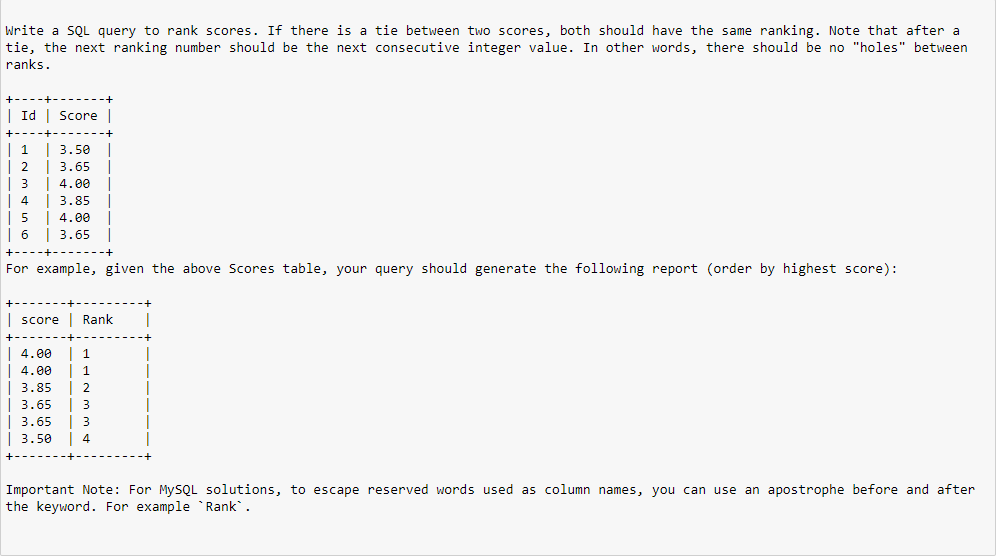 Write a SQL query to rank scores. If there is a tie between two scores, both should have the same ranking. Note that after a
tie, the next ranking number should be the next consecutive integer value. In other words, there should be no "holes" between
ranks.
+----+-------+
| Id | Score |
+----+-------+
| 1  | 3.50  |
| 2  | 3.65  |
| 3  | 4.00  |
| 4  | 3.85  |
| 5  | 4.00  |
| 6  | 3.65  |
+----+-------+
For example, given the above Scores table, your query should generate the following report (order by highest score):
+-------+---------+
| score | Rank    |
+-------+---------+
| 4.00  | 1       |
| 4.00  | 1       |
| 3.85  | 2       |
| 3.65  | 3       |
| 3.65  | 3       |
| 3.50  | 4       |
+-------+---------+
Important Note: For MySQL solutions, to escape reserved words used as column names, you can use an apostrophe before and after
the keyword. For example `Rank`.